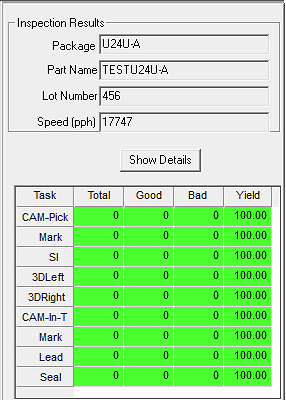 Inspection Results
Package U24U-A
Part Name TESTU24U-A
Lot Number 456
Speed (pph) 17747
Show Details
Task Total Good Bad Yield
CAM-Pick 0 0 0 100.00
Mark 0 0 0 100.00
SI 0 0 0 100.00
3DLeft 0 0 0 100.00
3DRight 0 0 0 100.00
CAM-In-T 0 0 0 100.00
Mark 0 0 0 100.00
Lead 0 0 0 100.00
Seal 0 0 0 100.00